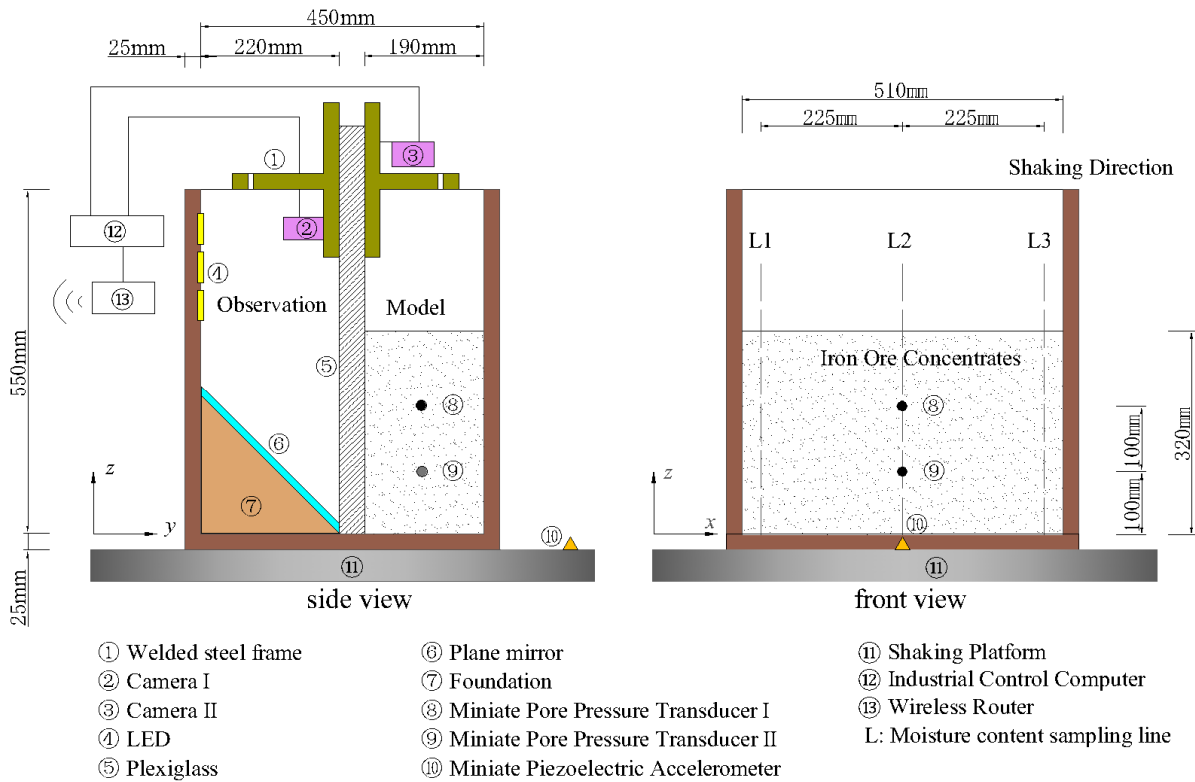 450mm
25mm
220mm
190mm
510mm
225mm
225mm
①
③
Shaking Direction
②
⑫
④
⑬
Observation
Model
L1
L2
L3
550mm
⑤
Iron Ore Concentrates
⑧
⑧
⑥
100mm
320mm
z
⑨
z
⑨
⑦
100mm
y
⑩
x
⑩
⑪
⑪
25mm
side view
front view
① Welded steel frame
② Camera I
③ Camera II
④ LED
⑤ Plexiglass
⑥ Plane mirror
⑦ Foundation
⑧ Miniate Pore Pressure Transducer I
⑨ Miniate Pore Pressure Transducer II
⑩ Miniate Piezoelectric Accelerometer
⑪ Shaking Platform
⑫ Industrial Control Computer
⑬ Wireless Router
L: Moisture content sampling line